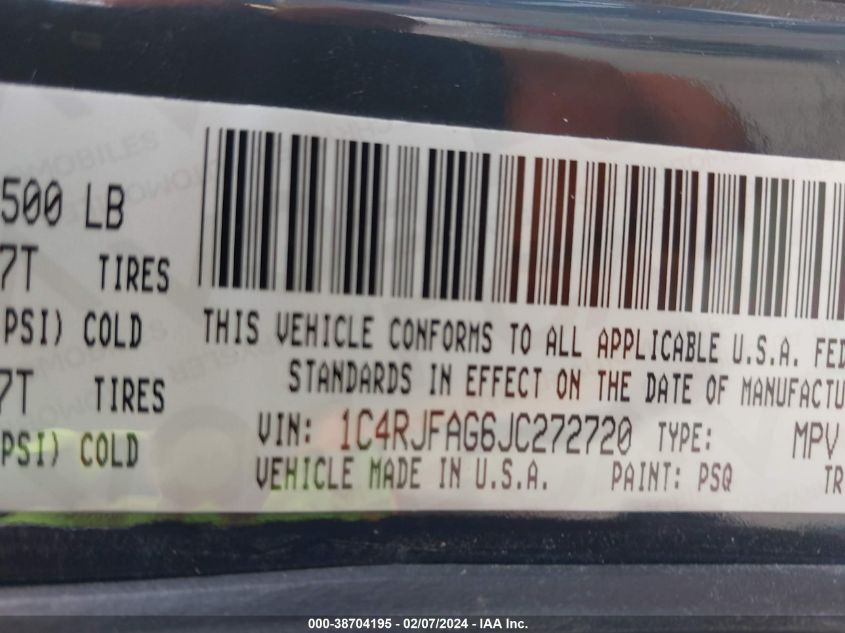 500 LB
7T TIRES
PSI) COLD
THIS VEHICLE CONFORMS TO ALL APPLICABLE U.S.A. FED
7T TIRES
STANDARDS IN EFFECT ON THE DATE OF MANUFACTU
PSI) COLD
VIN: 1C4RJFAG6JC272720 TYPE: MPV
VEHICLE MADE IN U.S.A. PAINT: PSQ TR
000-38704195 - 02/07/2024 - IAA Inc.